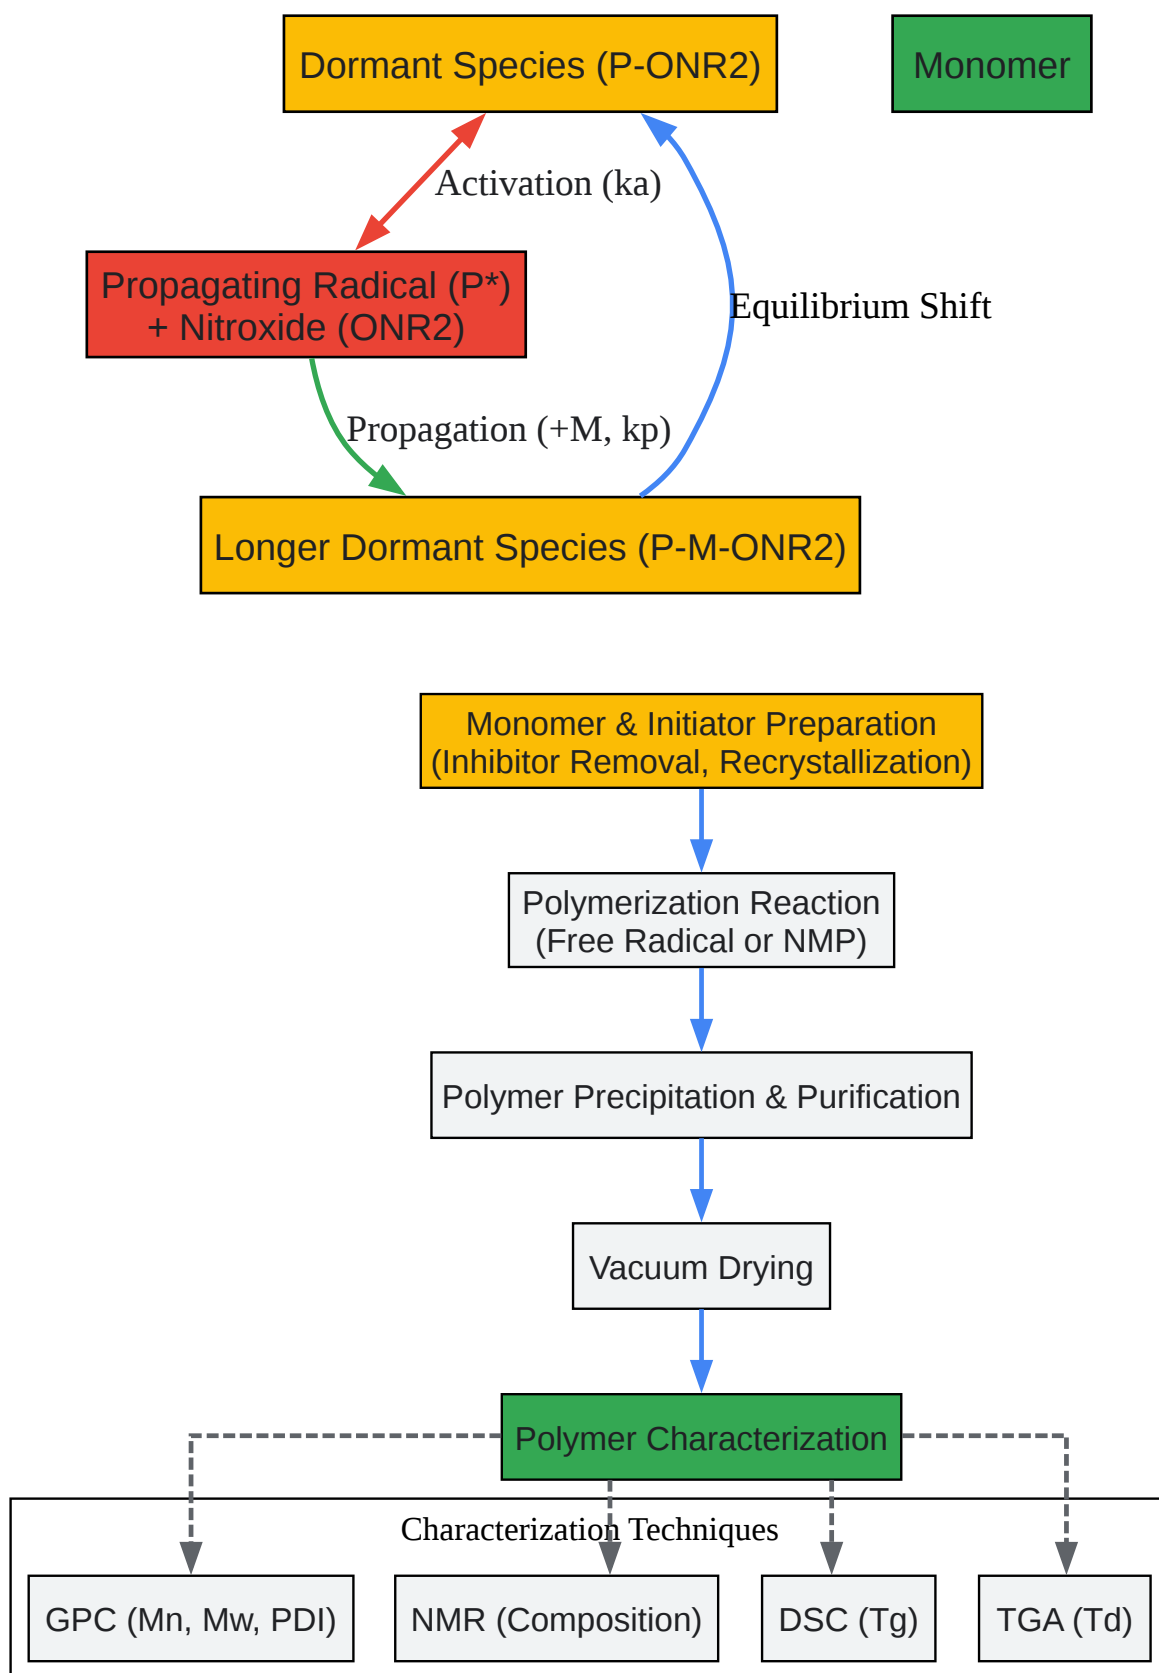 Dormant Species (P-ONR2)
Monomer
Activation (ka)
Propagating Radical (P*)
+ Nitroxide (ONR2)
Equilibrium Shift
Propagation (+M, kp)
Longer Dormant Species (P-M-ONR2)
Monomer & Initiator Preparation
(Inhibitor Removal, Recrystallization)
Polymerization Reaction
(Free Radical or NMP)
Polymer Precipitation & Purification
Vacuum Drying
Polymer Characterization
Characterization Techniques
GPC (Mn, Mw, PDI)
NMR (Composition)
DSC (Tg)
TGA (Td)